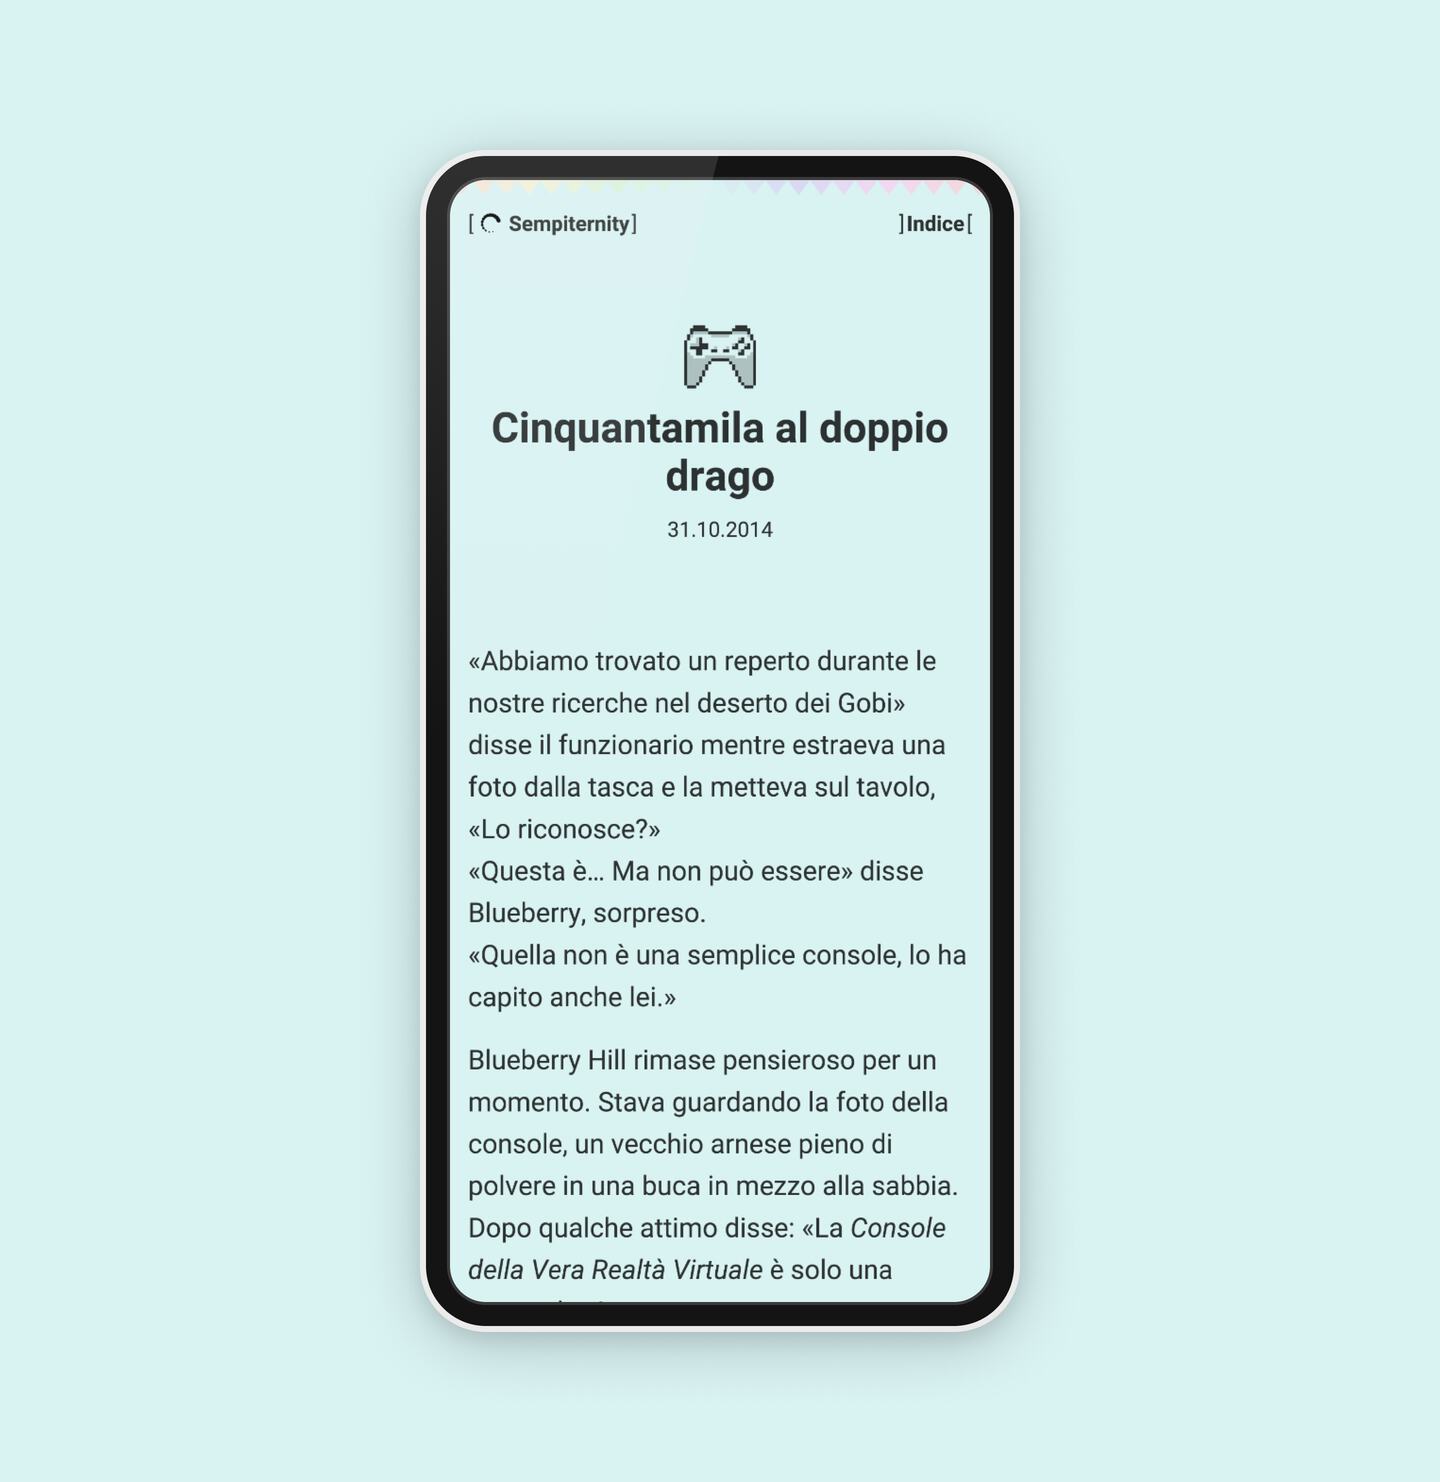 [ Sempiternity]
]Indice[
Cinquantamila al doppio
drago
31.10.2014
«Abbiamo trovato un reperto durante le
nostre ricerche nel deserto dei Gobi»
disse il funzionario mentre estraeva una
foto dalla tasca e la metteva sul tavolo,
«Lo riconosce?»
«Questa è… Ma non può essere» disse
Blueberry, sorpreso.
«Quella non è una semplice console, lo ha
capito anche lei.»
Blueberry Hill rimase pensieroso per un
momento. Stava guardando la foto della
console, un vecchio arnese pieno di
polvere in una buca in mezzo alla sabbia.
Dopo qualche attimo disse: «La Console
della Vera Realtà Virtuale è solo una